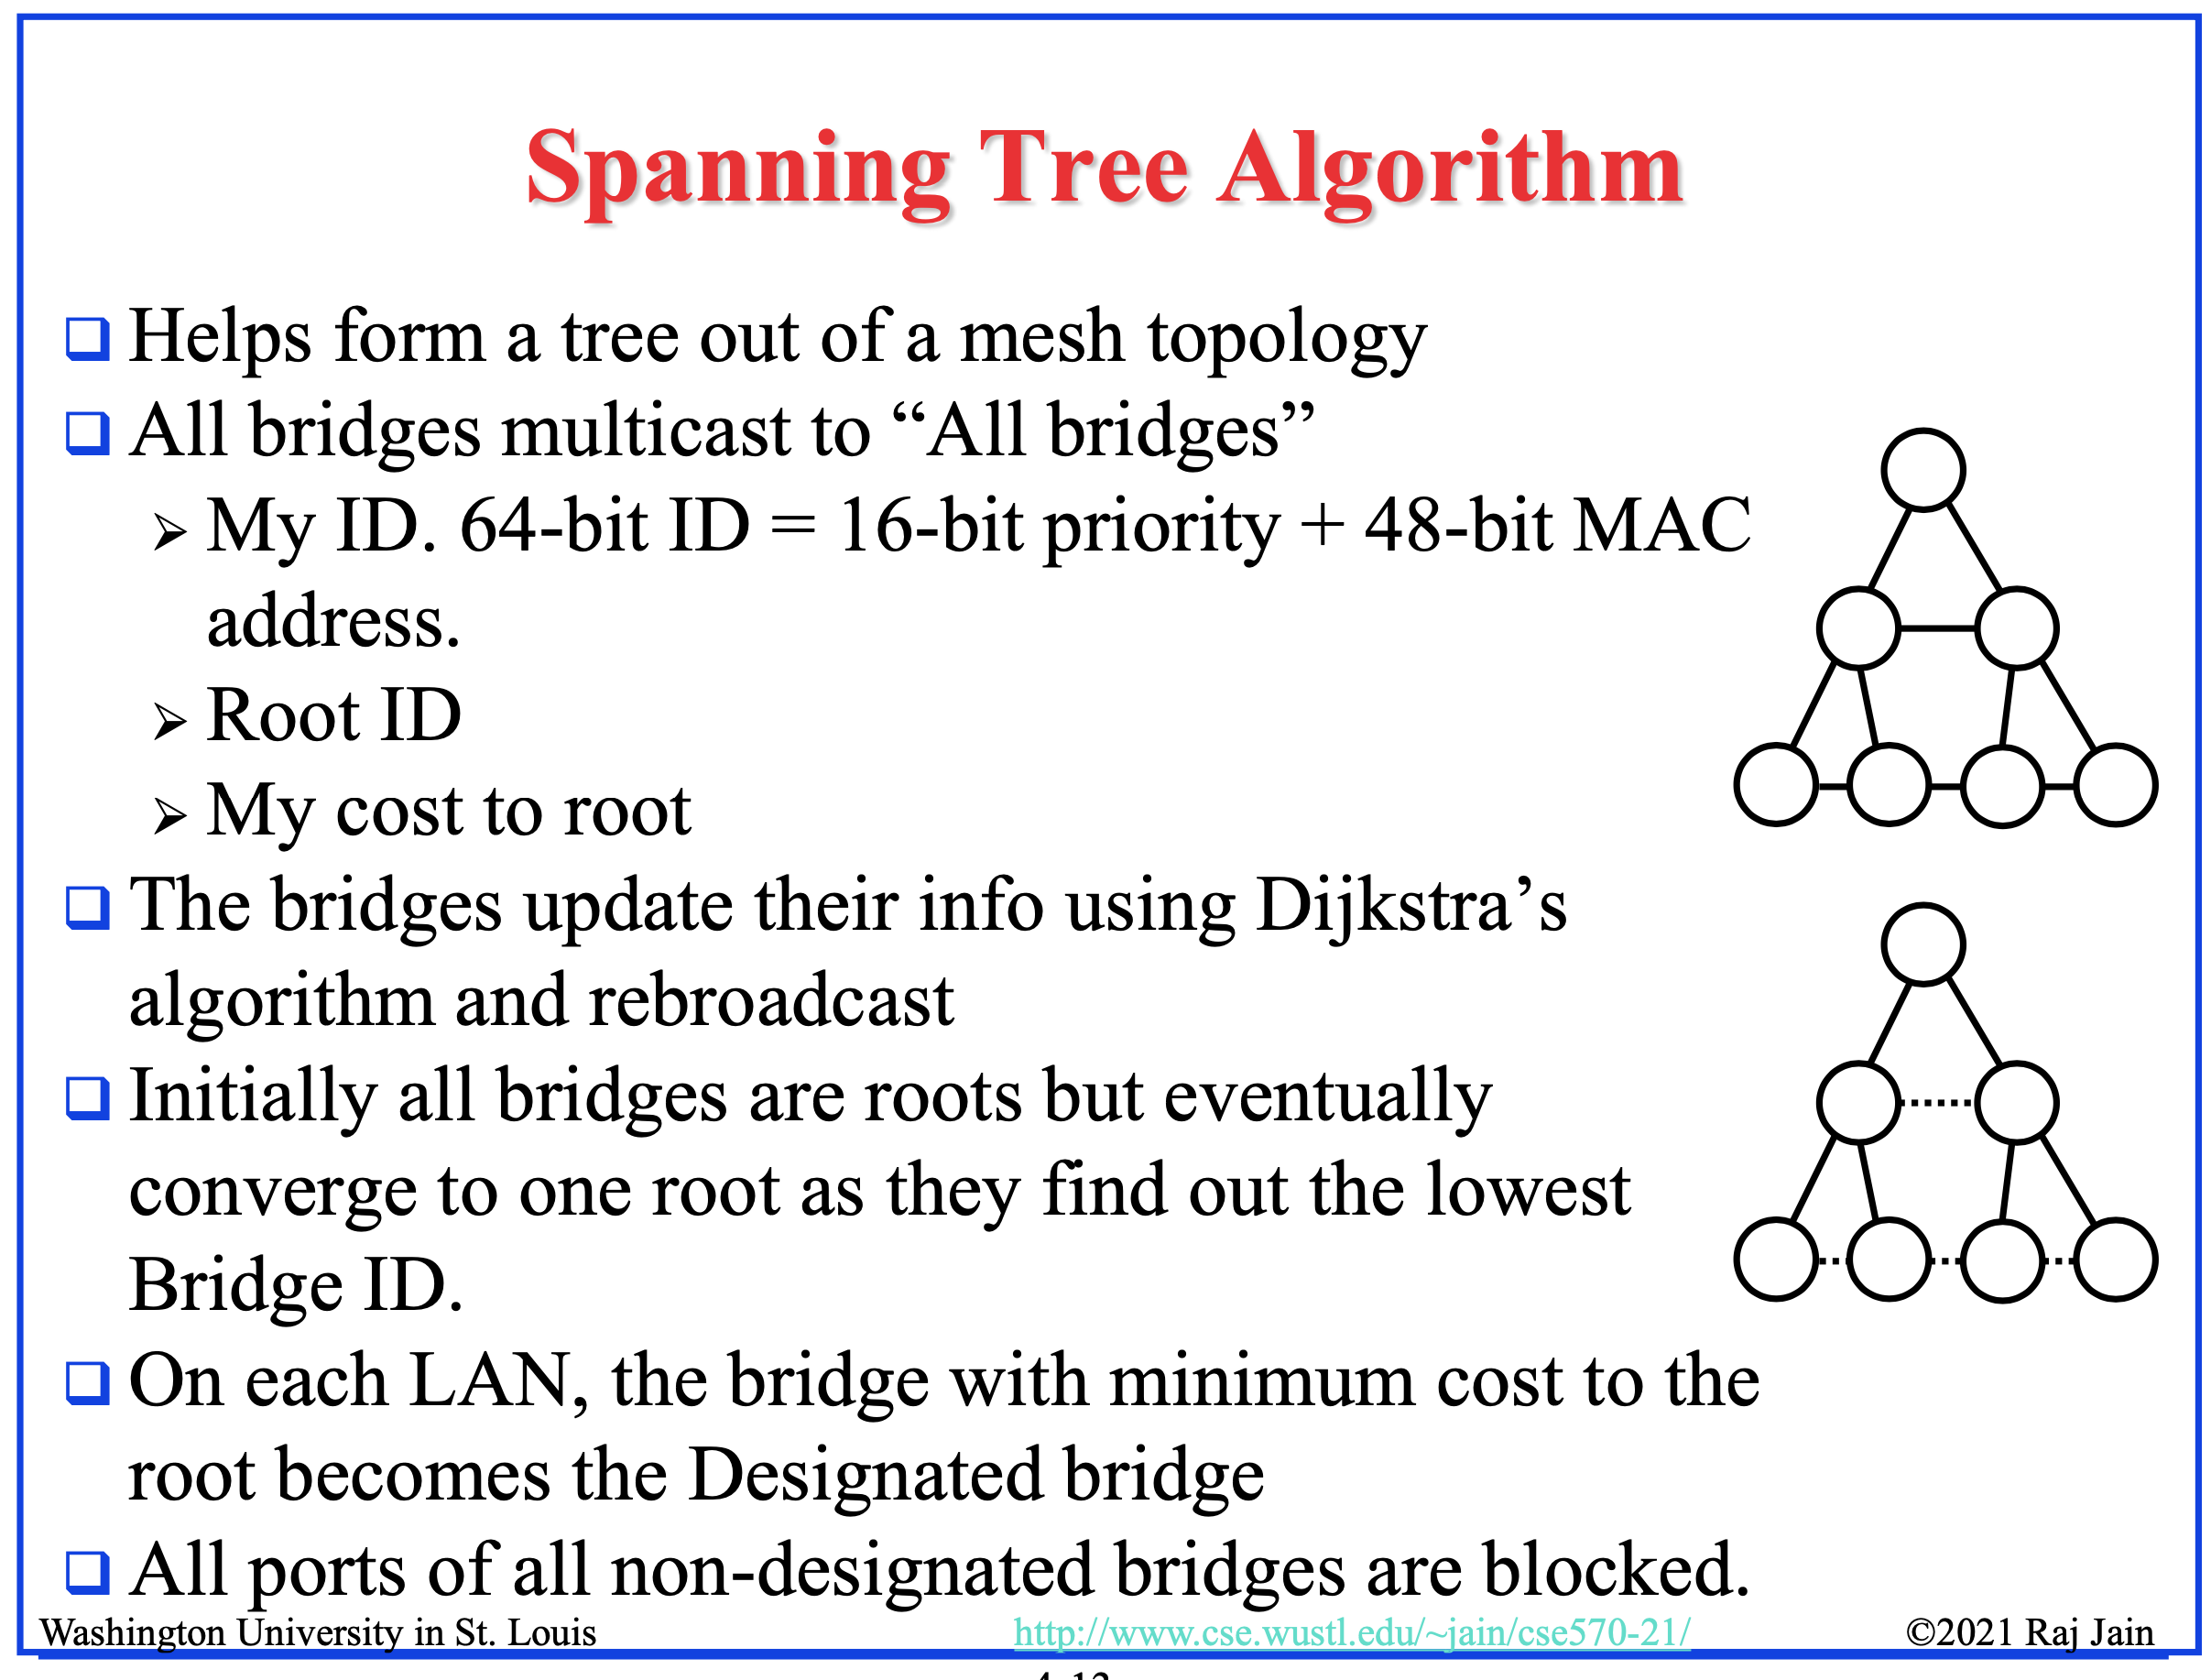 Spanning Tree Algorithm
Helps form a tree out of a mesh topology
All bridges multicast to “All bridges”
My ID. 64-bit ID = 16-bit priority + 48-bit MAC
address.
Root ID
My cost to root
The bridges update their info using Dijkstra’s
algorithm and rebroadcast
Initially all bridges are roots but eventually
converge to one root as they find out the lowest
Bridge ID.
On each LAN, the bridge with minimum cost to the
root becomes the Designated bridge
All ports of all non-designated bridges are blocked.
Washington University in St. Louis
http://www.cse.wustl.edu/~jain/cse570-21/
©2021 Raj Jain